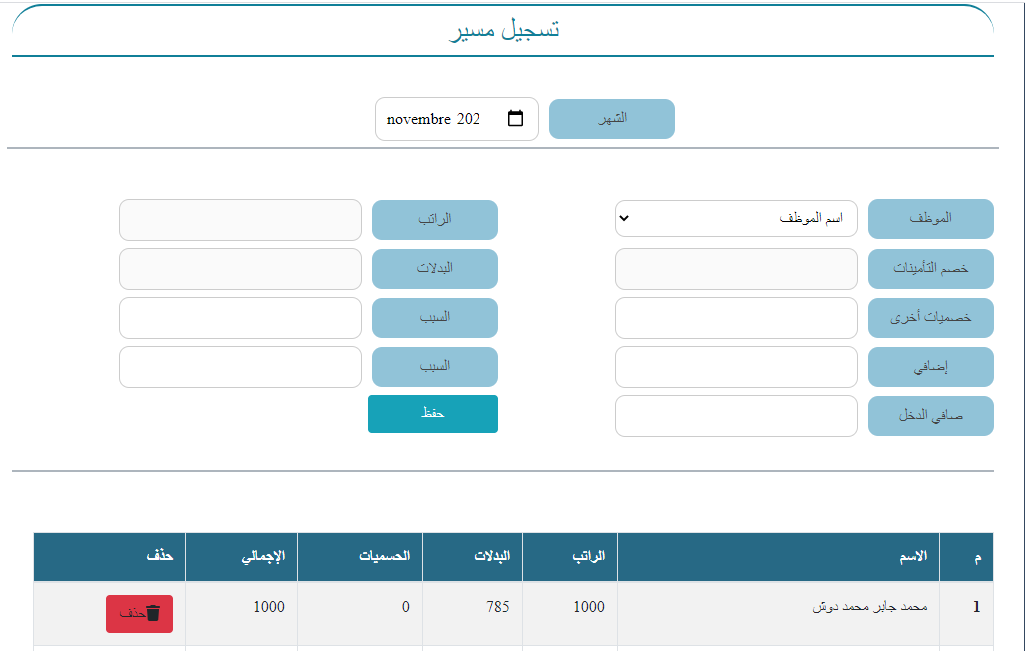 تسجيل مسير
الشهر novembre 202
الموظف اسم الموظف الراتب
خصم التأمينات البدلات
خصميات أخرى السبب
إضافي السبب
صافي الدخل حفظ
م الاسم الراتب البدلات الحسميات الإجمالي حذف
1 محمد جابر محمد دوش 1000 785 0 1000 حذف